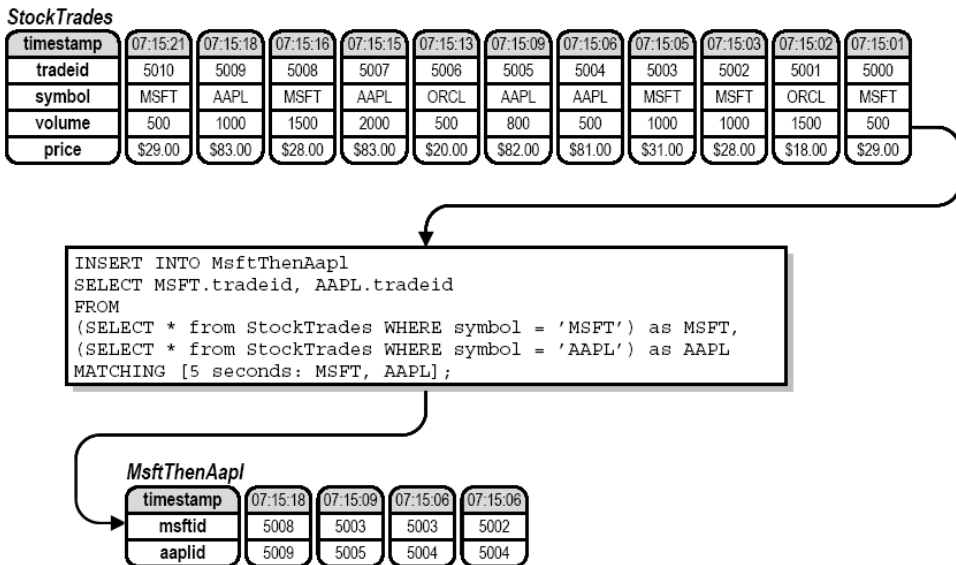 StockTrades
timestamp 07:15:21 07:15:18 07:15:16 07:15:15 07:15:13 07:15:09 07:15:06 07:15:05 07:15:03 07:15:02 07:15:01
tradeid 5010 5009 5008 5007 5006 5005 5004 5003 5002 5001 5000
symbol MSFT AAPL MSFT AAPL ORCL AAPL AAPL MSFT MSFT ORCL MSFT
volume 500 1000 1500 2000 500 800 500 1000 1000 1500 500
price $29.00 $83.00 $28.00 $83.00 $20.00 $82.00 $81.00 $31.00 $28.00 $18.00 $29.00
INSERT INTO MsftThenAapl
SELECT MSFT.tradeid, AAPL.tradeid
FROM
(SELECT * from StockTrades WHERE symbol = ’MSFT’) as MSFT,
(SELECT * from StockTrades WHERE symbol = ’AAPL’) as AAPL
MATCHING [5 seconds: MSFT, AAPL];
MsftThenAapl
timestamp 07:15:18 07:15:09 07:15:06 07:15:06
msftid 5008 5003 5003 5002
aaplid 5009 5005 5004 5004